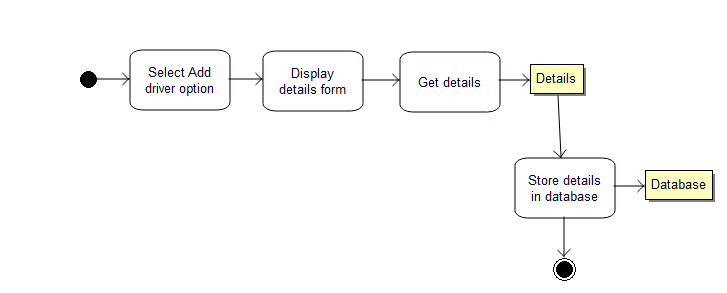 Select Add
driver option
Display
details form
Get details
Details
Store details
in database
Database